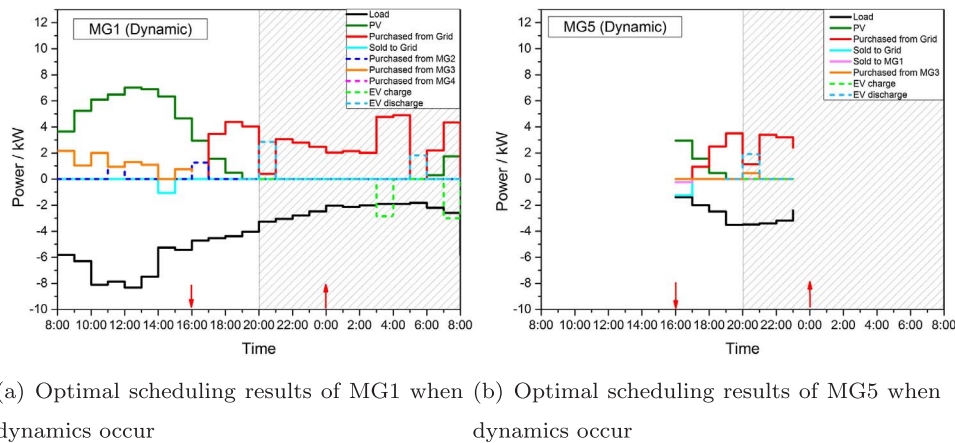 MG1 (Dynamic)
Load
PV
Purchased from Grid
Sold to Grid
Purchased from MG2
Purchased from MG3
Purchased from MG4
EV charge
EV discharge
Power / kW
12
10
8
6
4
2
0
-2
-4
-6
-8
-10
8:00 10:00 12:00 14:00 16:00 18:00 20:00 22:00 0:00 2:00 4:00 6:00 8:00
Time
MG5 (Dynamic)
Load
PV
Purchased from Grid
Sold to Grid
Sold to MG1
Purchased from MG3
EV charge
EV discharge
Power / kW
12
10
8
6
4
2
0
-2
-4
-6
-8
-10
8:00 10:00 12:00 14:00 16:00 18:00 20:00 22:00 0:00 2:00 4:00 6:00 8:00
Time
(a) Optimal scheduling results of MG1 when
dynamics occur
(b) Optimal scheduling results of MG5 when
dynamics occur